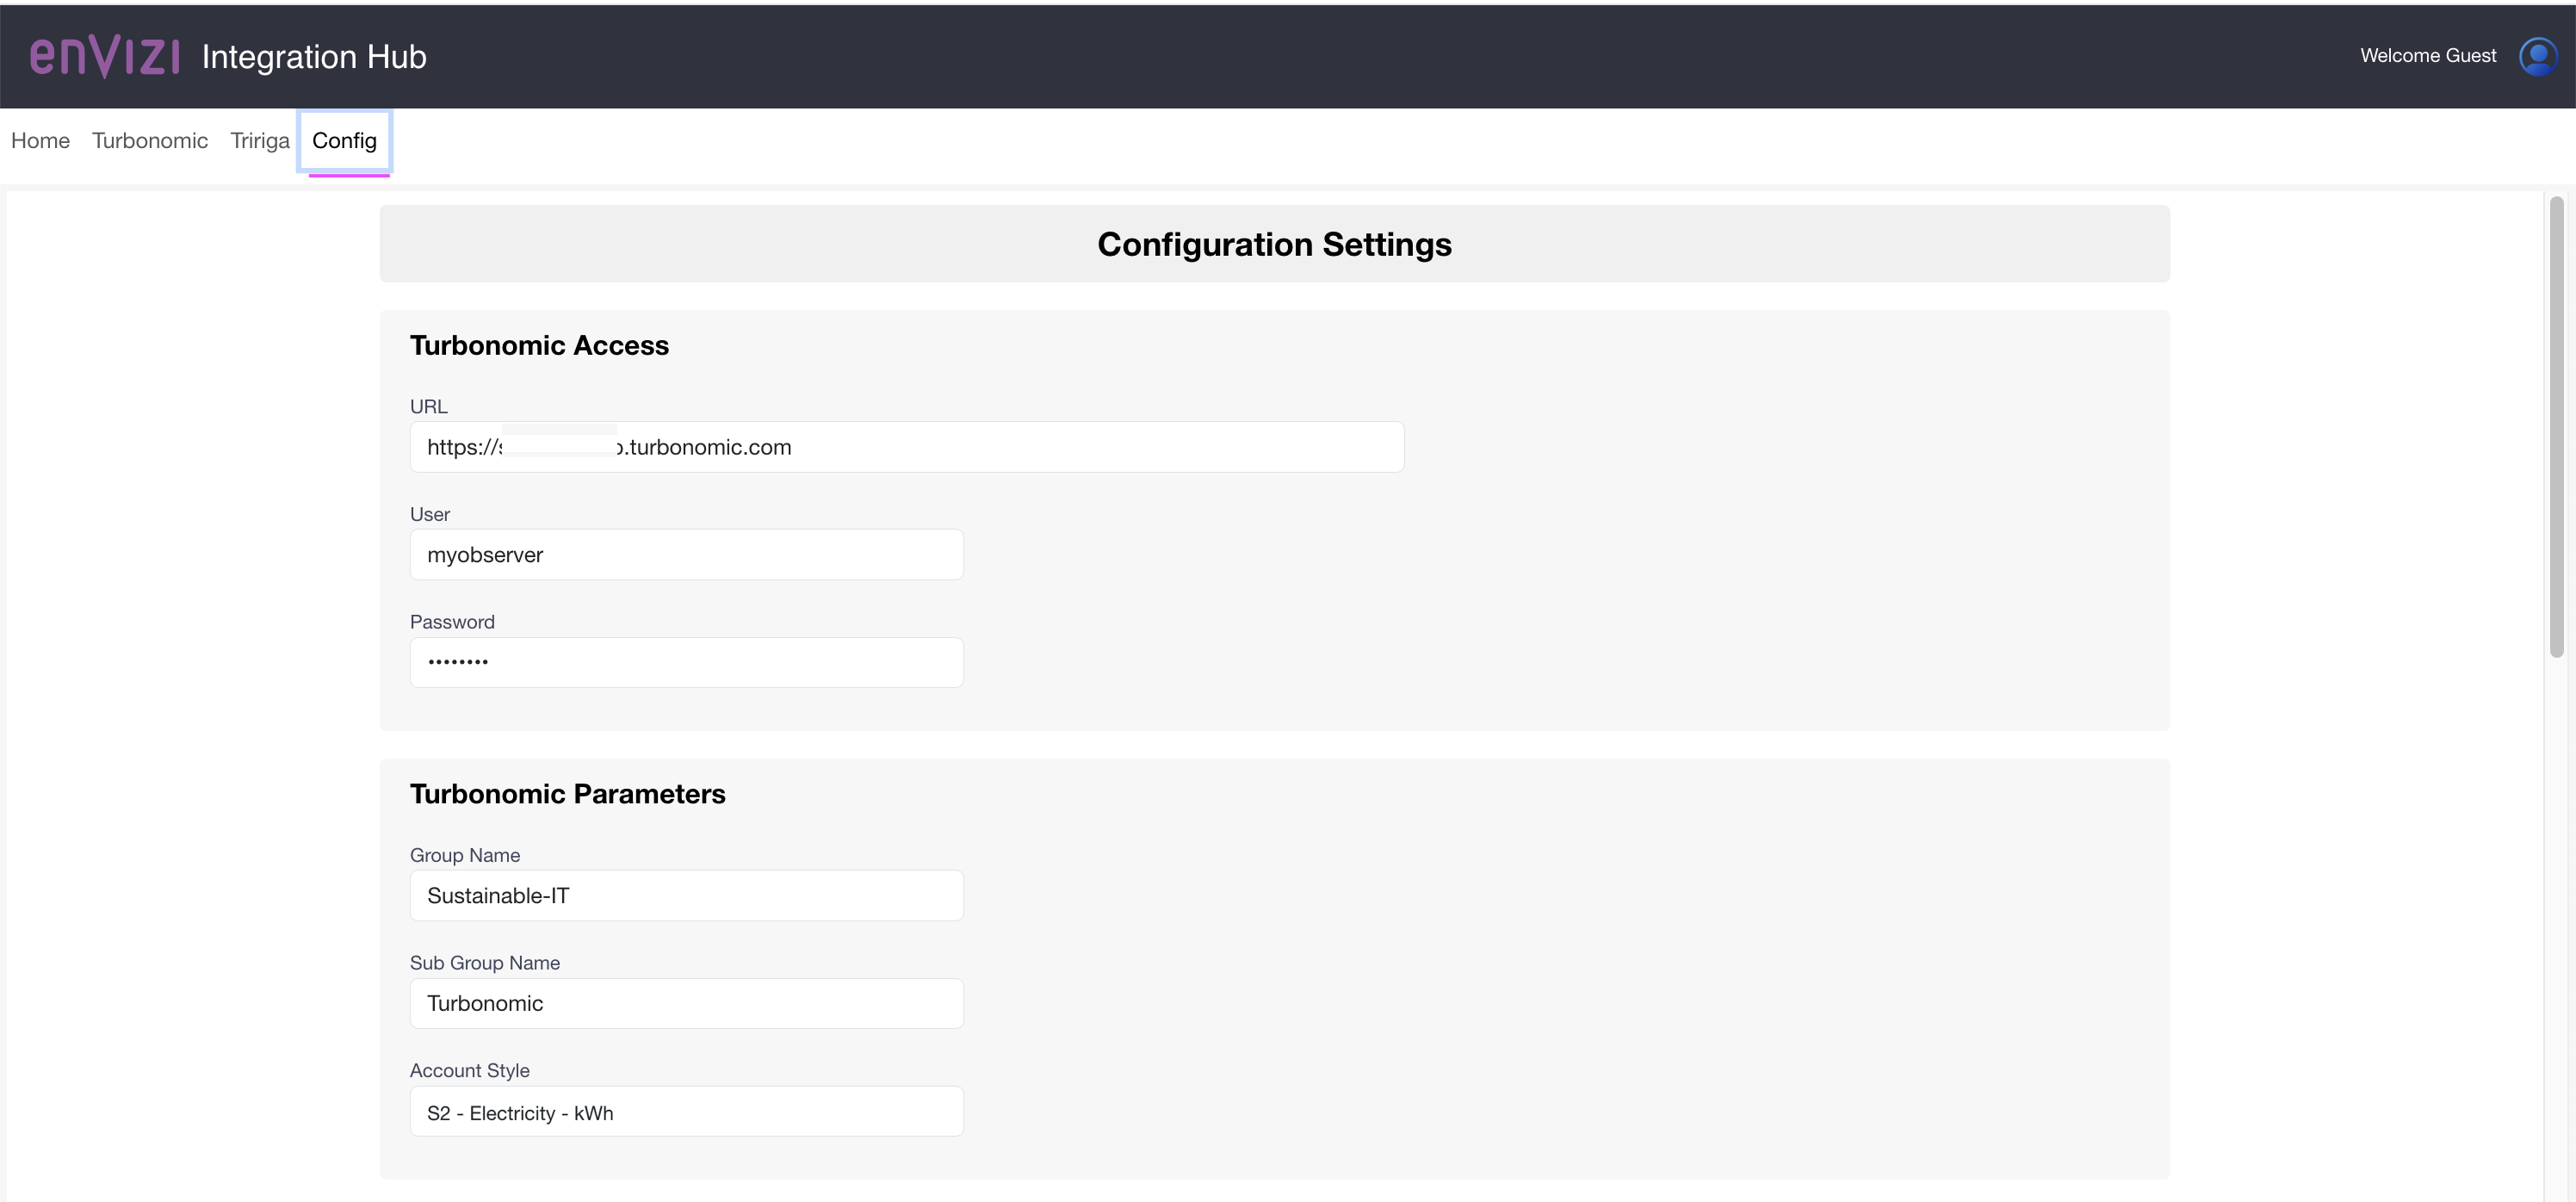 enVizi Integration Hub
Welcome Guest
Home Turbonomic Tririga Config
Configuration Settings
Turbonomic Access
URL
https:// .turbonomic.com
User
myobserver
Password
••••••••
Turbonomic Parameters
Group Name
Sustainable-IT
Sub Group Name
Turbonomic
Account Style
S2 - Electricity - kWh